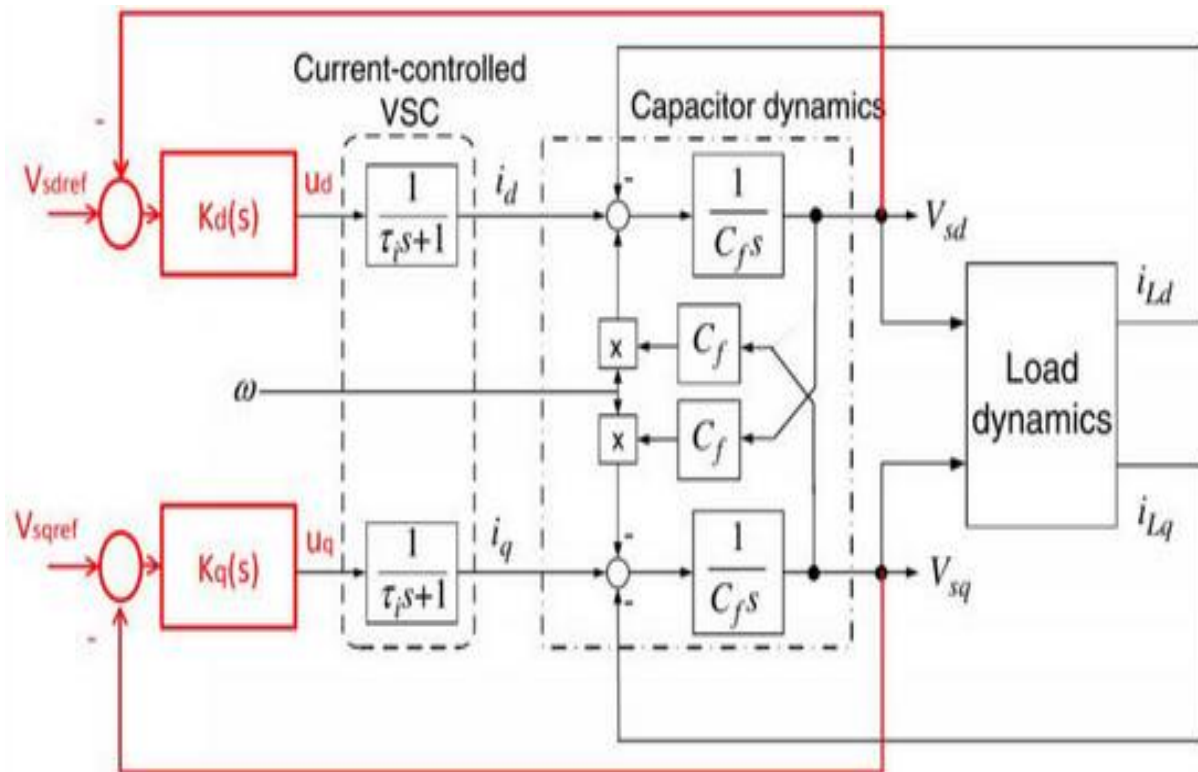 Current-controlled
VSC
Capacitor dynamics
-
-
Vsdref
Kd(s)
ud
1
τis+1
id
1
Cfs
Vsd
iLd
x
Cf
ω
Load
dynamics
x
Cf
Vsqref
Kq(s)
uq
1
τis+1
iq
-
-
1
Cfs
Vsq
iLq
-